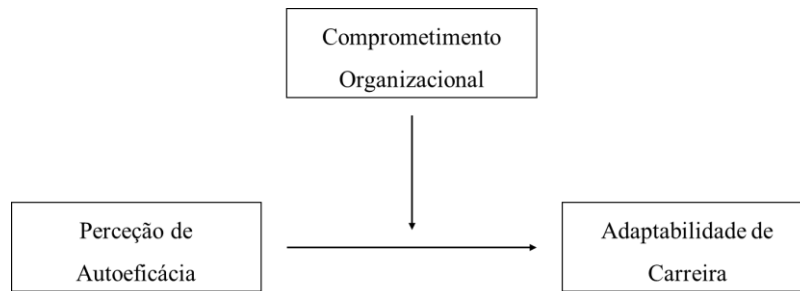 Comprometimento
Organizacional
Perceção de
Autoeficácia
Adaptabilidade de
Carreira